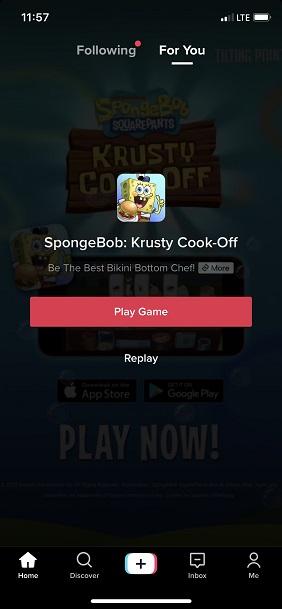 11:57
LTE
Following
For You
TILTING POINT
SpongeBob
SQUAREPANTS
KRUSTY
COOK-OFF
SpongeBob: Krusty Cook-Off
Be The Best Bikini Bottom Chef! More
Play Game
Replay
Download on the
App Store
GET IT ON
Google Play
PLAY NOW!
Home
Discover
Inbox
Me